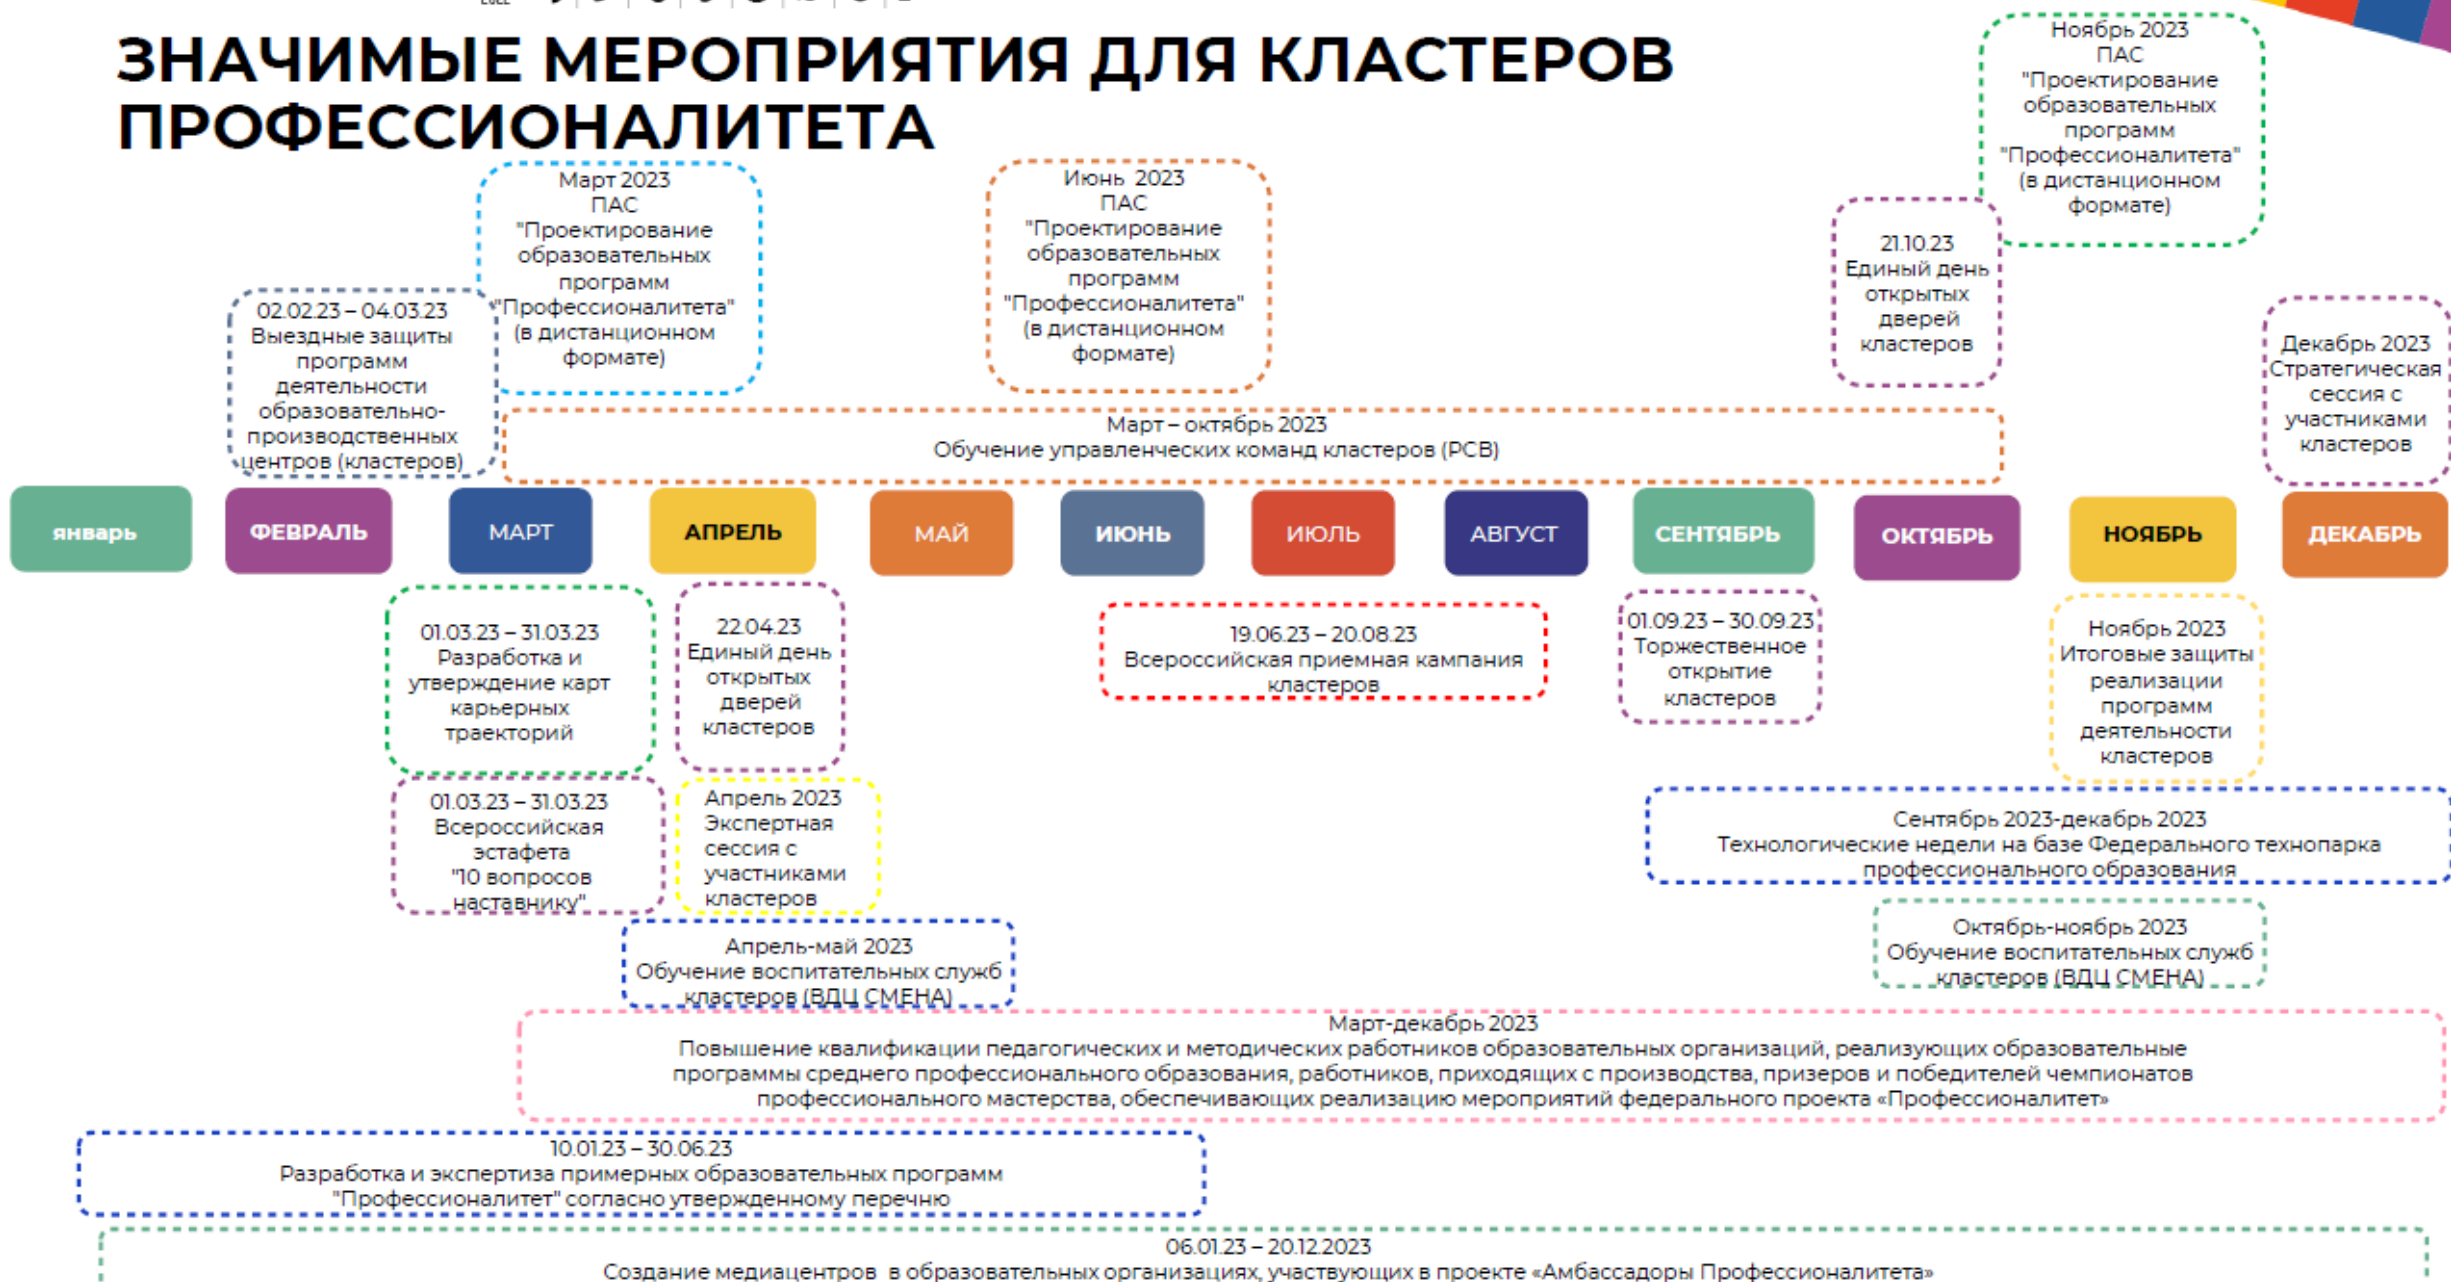 ЗНАЧИМЫЕ МЕРОПРИЯТИЯ ДЛЯ КЛАСТЕРОВ
ПРОФЕССИОНАЛИТЕТА
02.02.23 – 04.03.23
Выездные защиты
программ
деятельности
образовательно-
производственных
центров (кластеров)
Март 2023
ПАС
"Проектирование
образовательных
программ
"Профессионалитета"
(в дистанционном
формате)
Июнь 2023
ПАС
"Проектирование
образовательных
программ
"Профессионалитета"
(в дистанционном
формате)
21.10.23
Единый день
открытых
дверей
кластеров
Ноябрь 2023
ПАС
"Проектирование
образовательных
программ
"Профессионалитета"
(в дистанционном
формате)
Декабрь 2023
Стратегическая
сессия с
участниками
кластеров
Март – октябрь 2023
Обучение управленческих команд кластеров (РСВ)
январь
ФЕВРАЛЬ
МАРТ
АПРЕЛЬ
МАЙ
ИЮНЬ
ИЮЛЬ
АВГУСТ
СЕНТЯБРЬ
ОКТЯБРЬ
НОЯБРЬ
ДЕКАБРЬ
01.03.23 – 31.03.23
Разработка и
утверждение карт
карьерных
траекторий
22.04.23
Единый день
открытых
дверей
кластеров
19.06.23 – 20.08.23
Всероссийская приемная кампания
кластеров
01.09.23 – 30.09.23
Торжественное
открытие
кластеров
Ноябрь 2023
Итоговые защиты
реализации
программ
деятельности
кластеров
01.03.23 – 31.03.23
Всероссийская
эстафета
"10 вопросов
наставнику"
Апрель 2023
Экспертная
сессия с
участниками
кластеров
Сентябрь 2023-декабрь 2023
Технологические недели на базе Федерального технопарка
профессионального образования
Апрель-май 2023
Обучение воспитательных служб
кластеров (ВДЦ СМЕНА)
Октябрь-ноябрь 2023
Обучение воспитательных служб
кластеров (ВДЦ СМЕНА)
Март-декабрь 2023
Повышение квалификации педагогических и методических работников образовательных организаций, реализующих образовательные
программы среднего профессионального образования, работников, приходящих с производства, призеров и победителей чемпионатов
профессионального мастерства, обеспечивающих реализацию мероприятий федерального проекта «Профессионалитет»
10.01.23 – 30.06.23
Разработка и экспертиза примерных образовательных программ
"Профессионалитет" согласно утвержденному перечню
06.01.23 – 20.12.2023
Создание медиацентров в образовательных организациях, участвующих в проекте «Амбассадоры Профессионалитета»